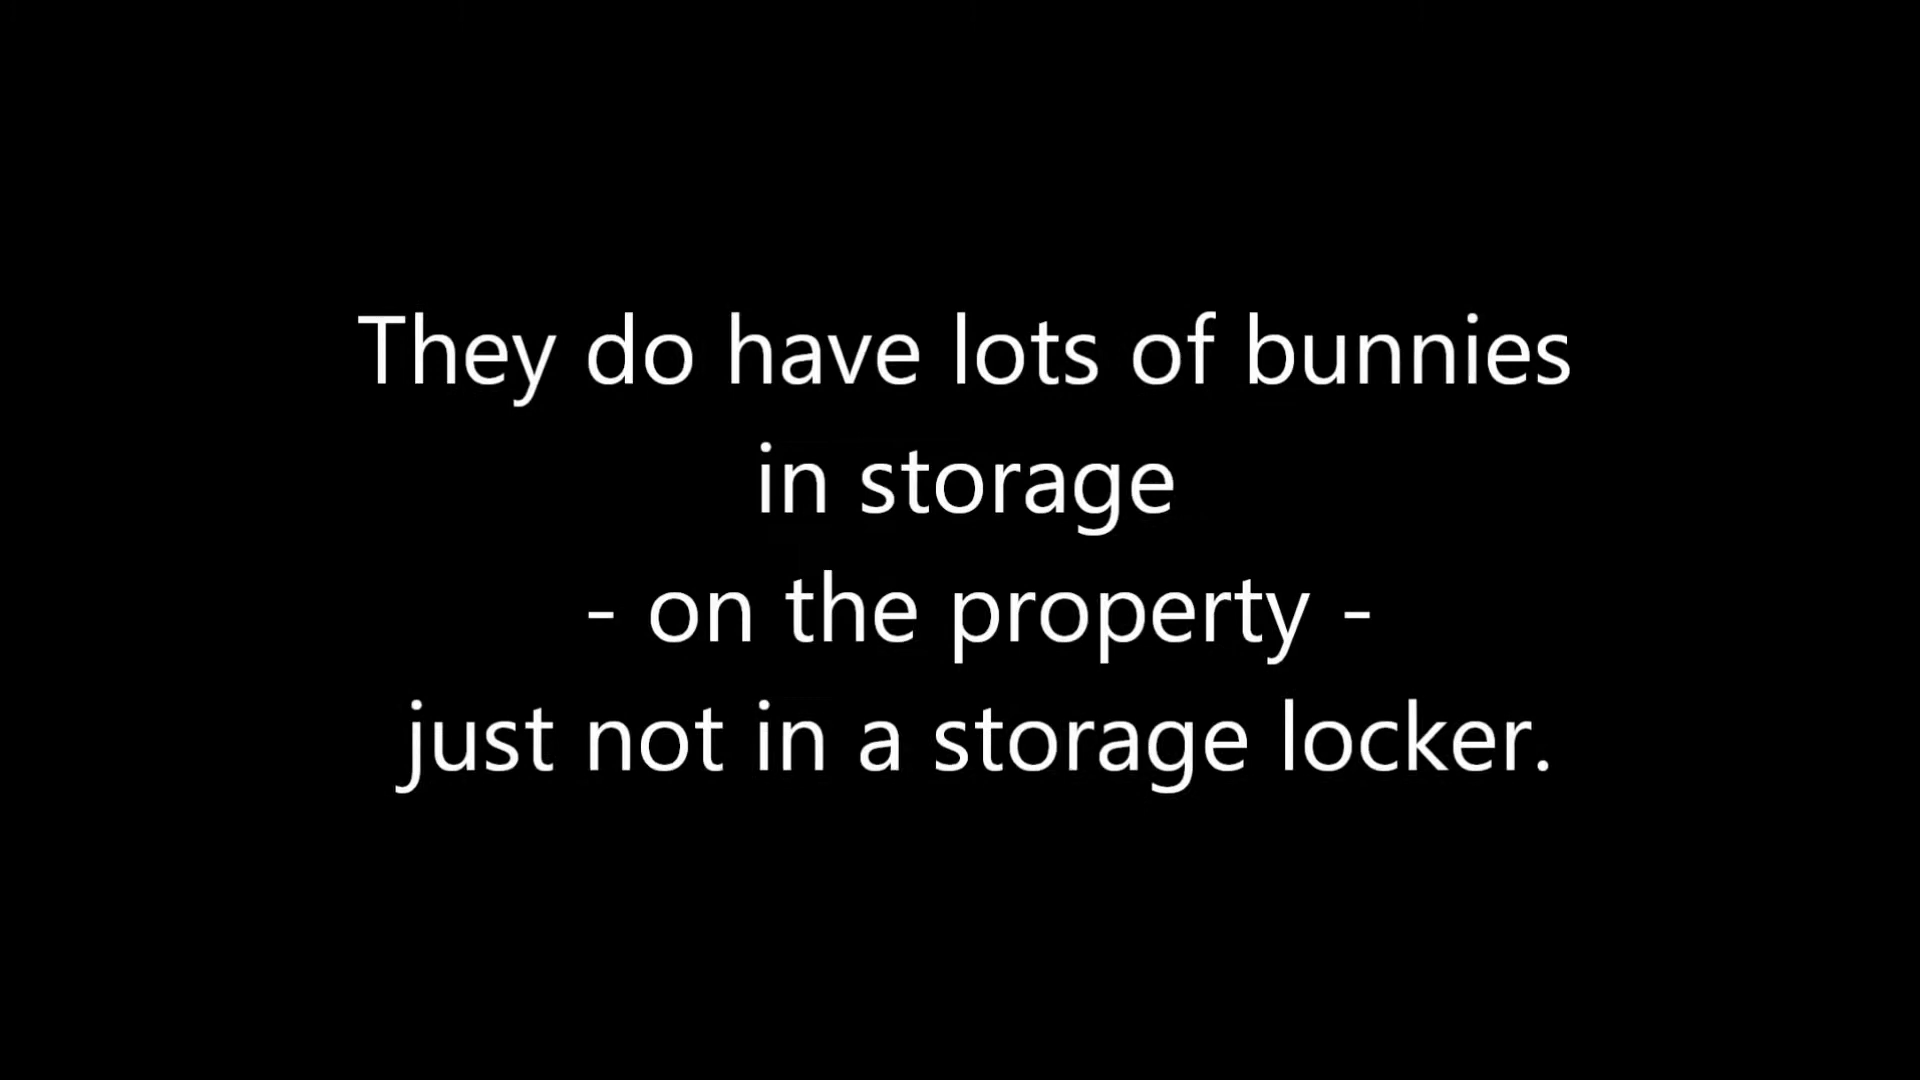 They do have lots of bunnies
in storage
- on the property -
just not in a storage locker.